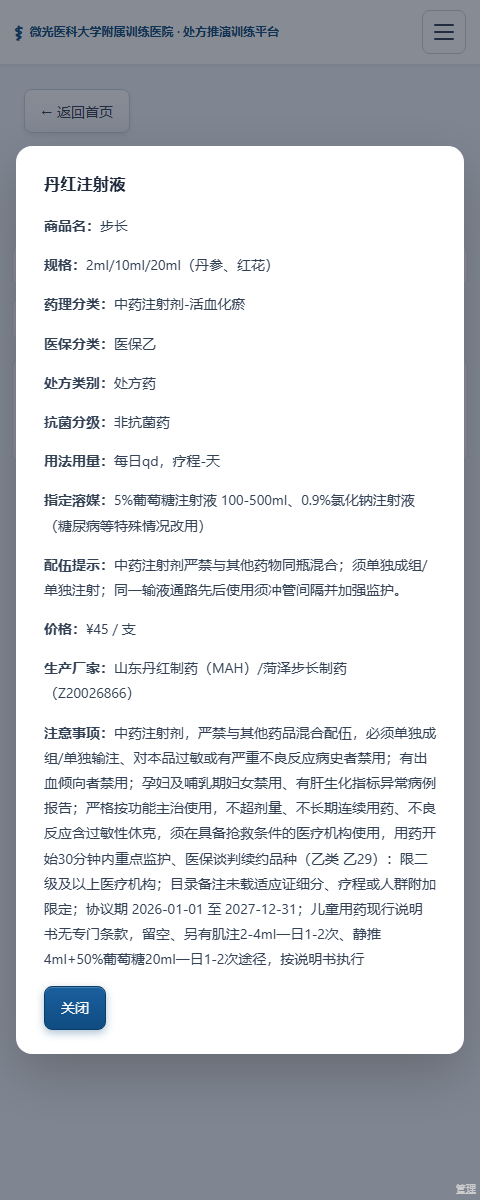 微光医科大学附属训练医院 · 处方推演训练平台
← 返回首页
丹红注射液
商品名：步长
规格：2ml/10ml/20ml（丹参、红花）
药理分类：中药注射剂-活血化瘀
医保分类：医保乙
处方类别：处方药
抗菌分级：非抗菌药
用法用量：每日qd，疗程-天
指定溶媒：5%葡萄糖注射液 100-500ml、0.9%氯化钠注射液
（糖尿病等特殊情况改用）
配伍提示：中药注射剂严禁与其他药物同瓶混合；须单独成组/
单独注射；同一输液通路先后使用须冲管间隔并加强监护。
价格：¥45 / 支
生产厂家：山东丹红制药（MAH）/菏泽步长制药
（Z20026866）
注意事项：中药注射剂，严禁与其他药品混合配伍，必须单独成
组/单独输注、对本品过敏或有严重不良反应病史者禁用；有出
血倾向者禁用；孕妇及哺乳期妇女禁用、有肝生化指标异常病例
报告；严格按功能主治使用，不超剂量、不长期连续用药、不良
反应含过敏性休克，须在具备抢救条件的医疗机构使用，用药开
始30分钟内重点监护、医保谈判续约品种（乙类 乙29）：限二
级及以上医疗机构；目录备注未载适应证细分、疗程或人群附加
限定；协议期 2026-01-01 至 2027-12-31；儿童用药现行说明
书无专门条款，留空、另有肌注2-4ml一日1-2次、静推
4ml+50%葡萄糖20ml一日1-2次途径，按说明书执行
关闭
管理